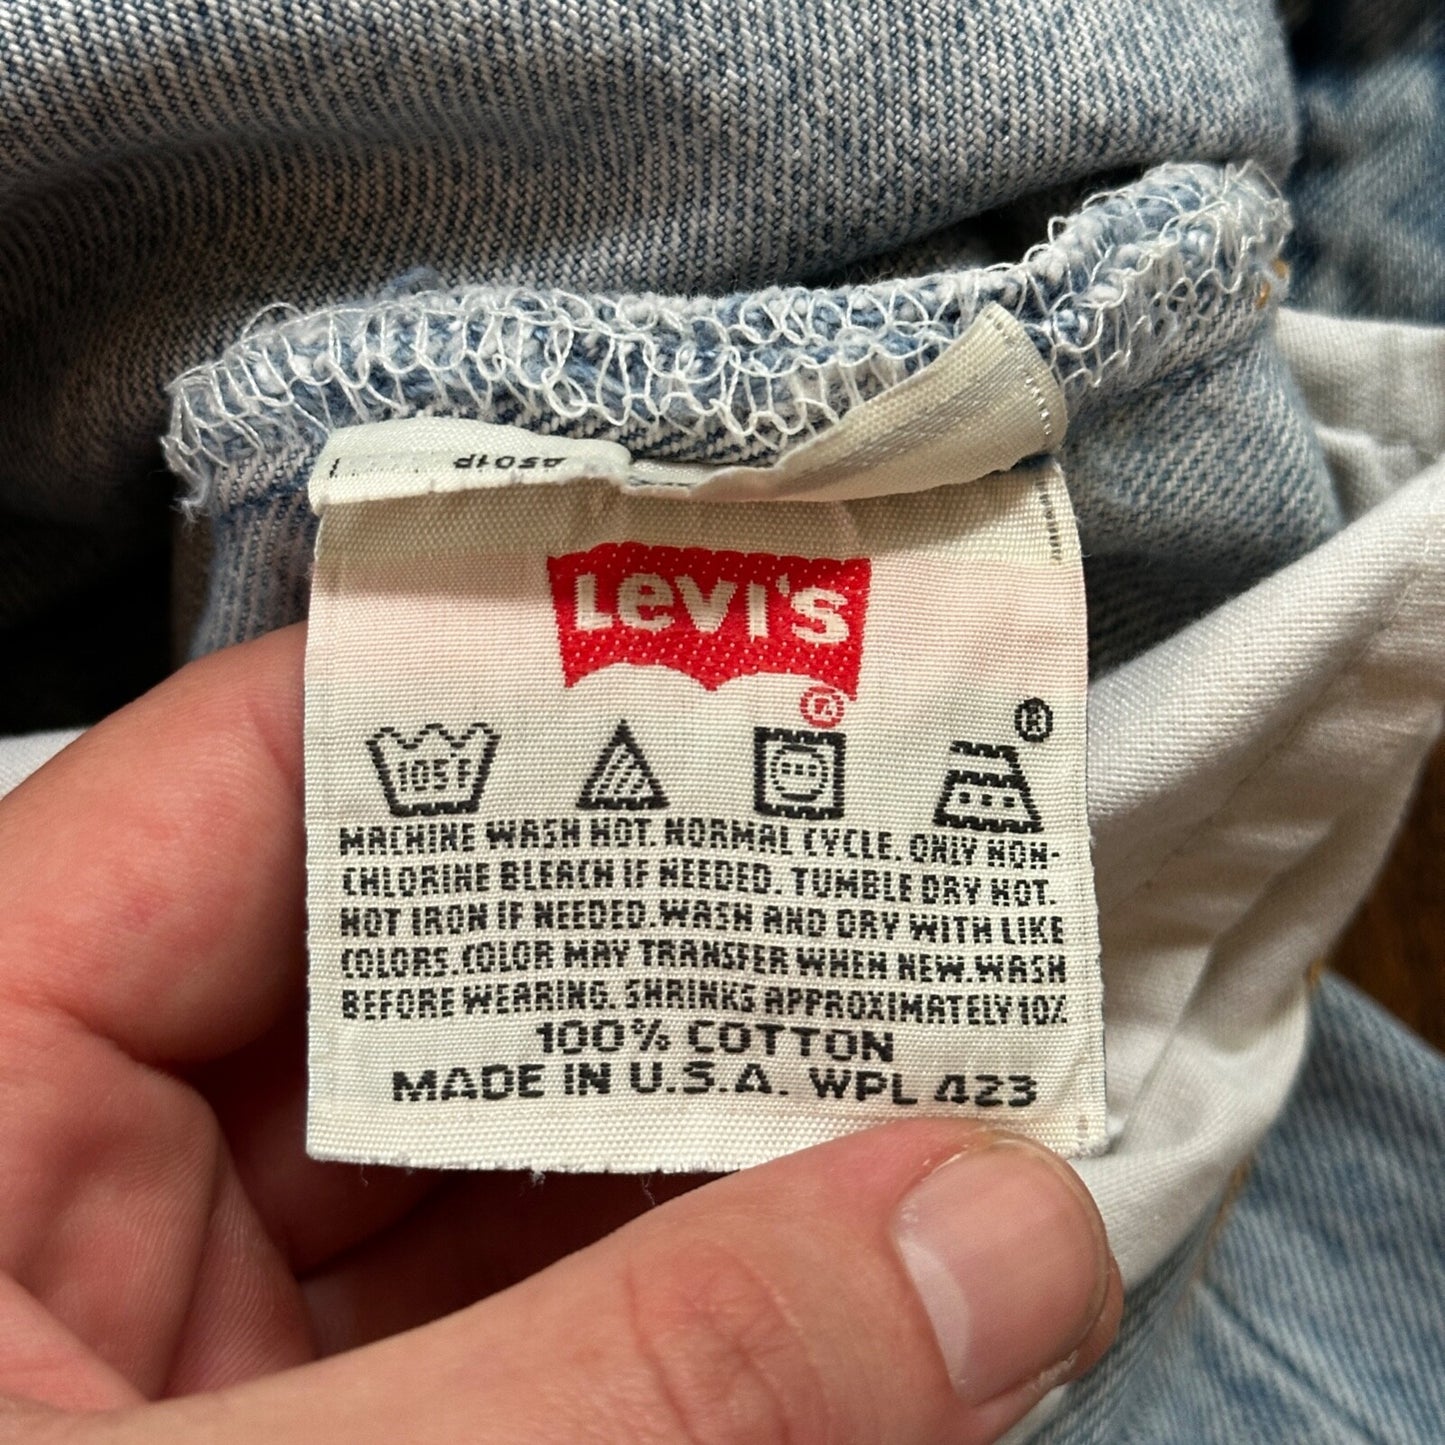 A501P
Levi's
®
®
105F
MACHINE WASH HOT. NORMAL CYCLE. ONLY NON-
CHLORINE BLEACH IF NEEDED. TUMBLE DRY HOT.
HOT IRON IF NEEDED. WASH AND DRY WITH LIKE
COLORS. COLOR MAY TRANSFER WHEN NEW. WASH
BEFORE WEARING. SHRINKS APPROXIMATELY 10%
100% COTTON
MADE IN U.S.A. WPL 423